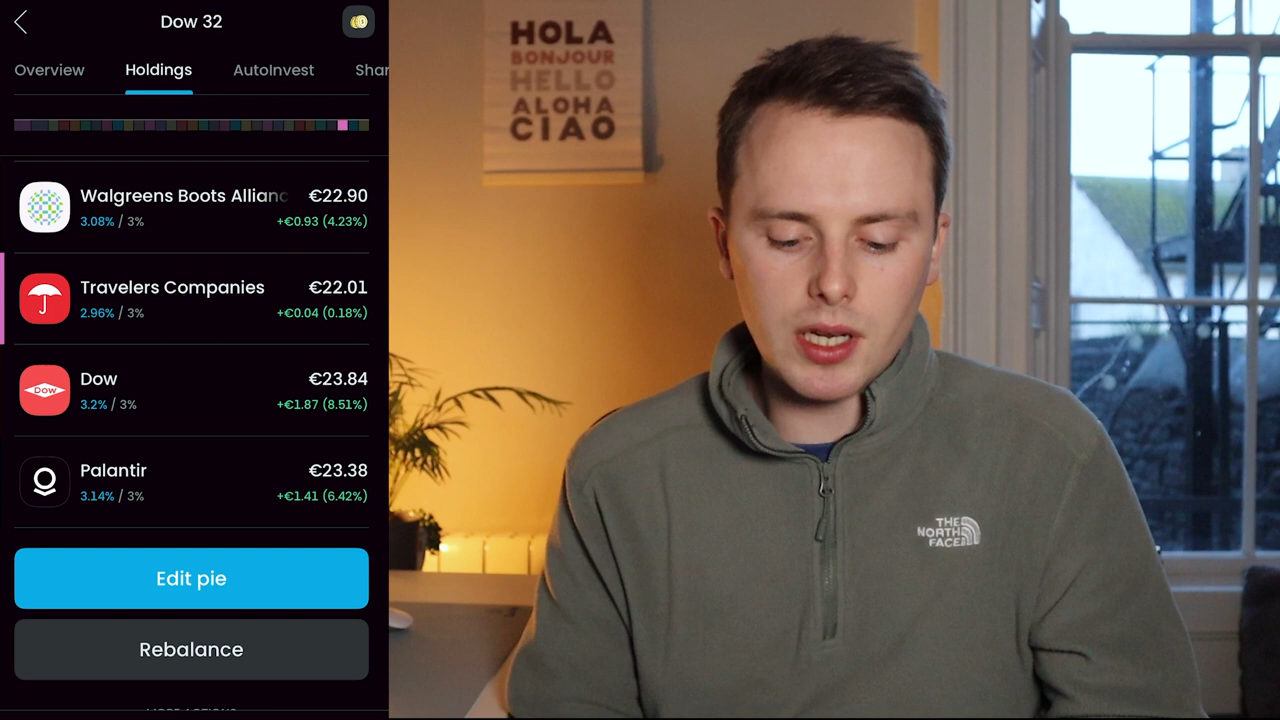 Dow 32
Overview
Holdings
AutoInvest
Shar
Walgreens Boots Allianc
€22.90
3.08% / 3%
+€0.93 (4.23%)
Travelers Companies
€22.01
2.96% / 3%
+€0.04 (0.18%)
DOW
Dow
€23.84
3.2% / 3%
+€1.87 (8.51%)
Palantir
€23.38
3.14% / 3%
+€1.41 (6.42%)
Edit pie
Rebalance
HOLA
BONJOUR
HELLO
ALOHA
CIAO
THE
NORTH
FACE